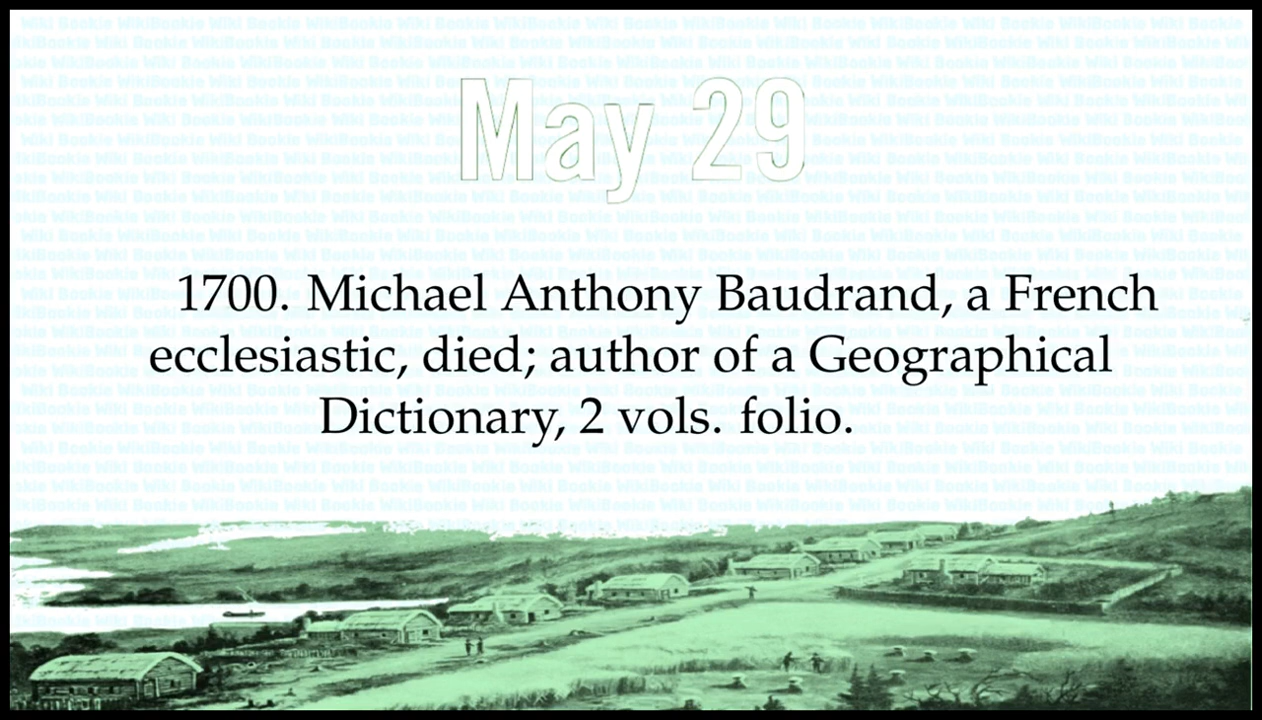 May 29
1700. Michael Anthony Baudrand, a French
ecclesiastic, died; author of a Geographical
Dictionary, 2 vols. folio.